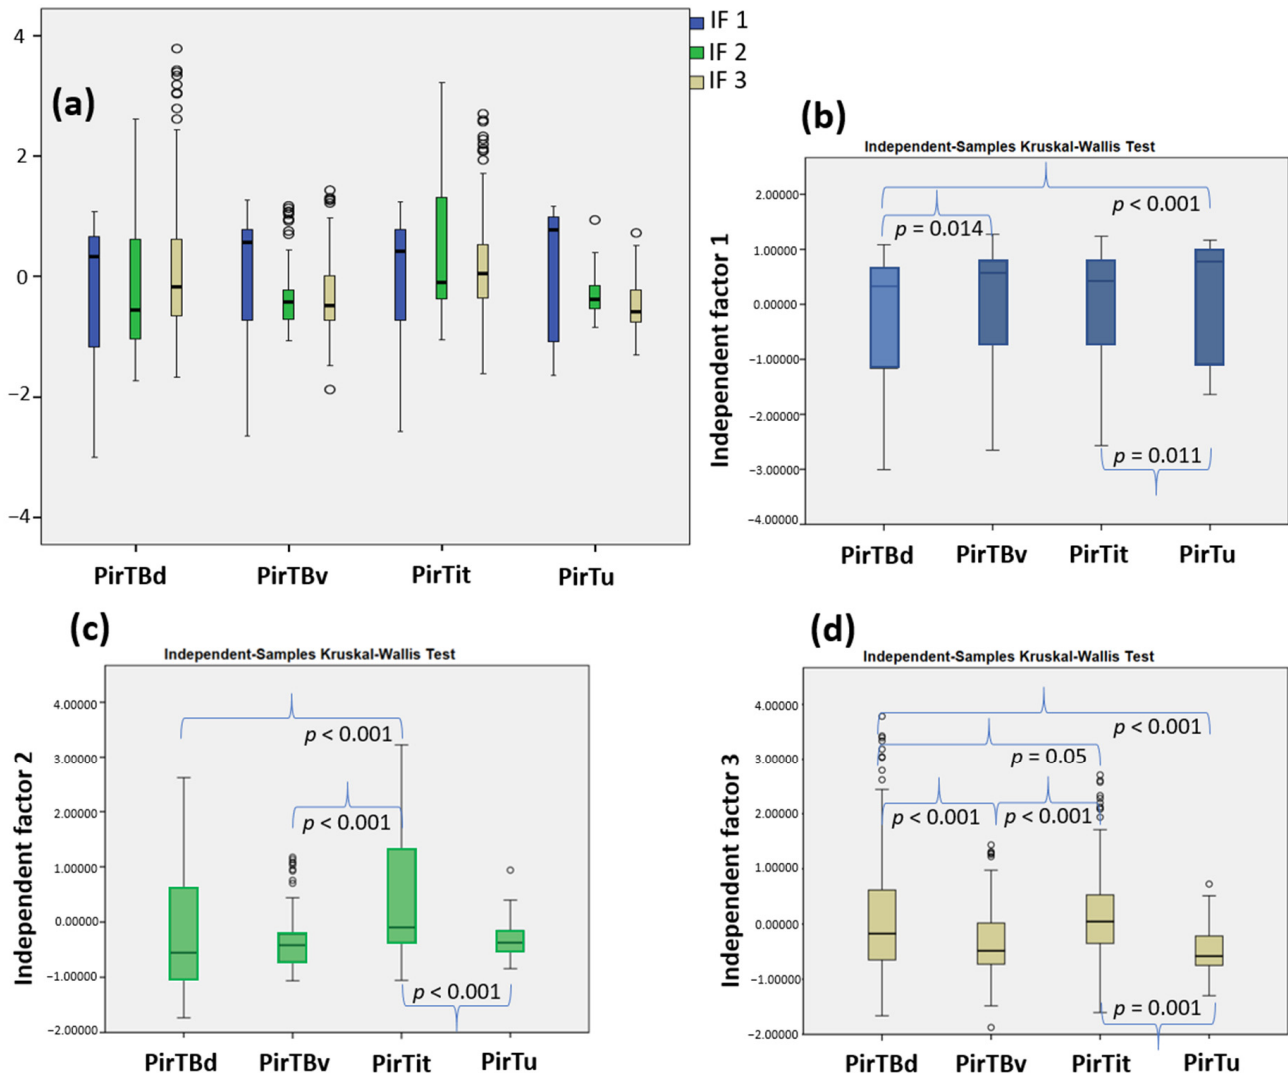 (a)
4
2
0
−2
−4
PirTBd PirTBv PirTit PirTu
IF 1
IF 2
IF 3
(b)
Independent-Samples Kruskal-Wallis Test
Independent factor 1
2.00000
1.00000
0.00000
−1.00000
−2.00000
−3.00000
−4.00000
p < 0.001
p = 0.014
p = 0.011
PirTBd PirTBv PirTit PirTu
(c)
Independent-Samples Kruskal-Wallis Test
Independent factor 2
4.00000
3.00000
2.00000
1.00000
0.00000
−1.00000
−2.00000
p < 0.001
p < 0.001
p < 0.001
PirTBd PirTBv PirTit PirTu
(d)
Independent-Samples Kruskal-Wallis Test
Independent factor 3
4.00000
3.00000
2.00000
1.00000
0.00000
−1.00000
−2.00000
p < 0.001
p = 0.05
p < 0.001 p < 0.001
p = 0.001
PirTBd PirTBv PirTit PirTu